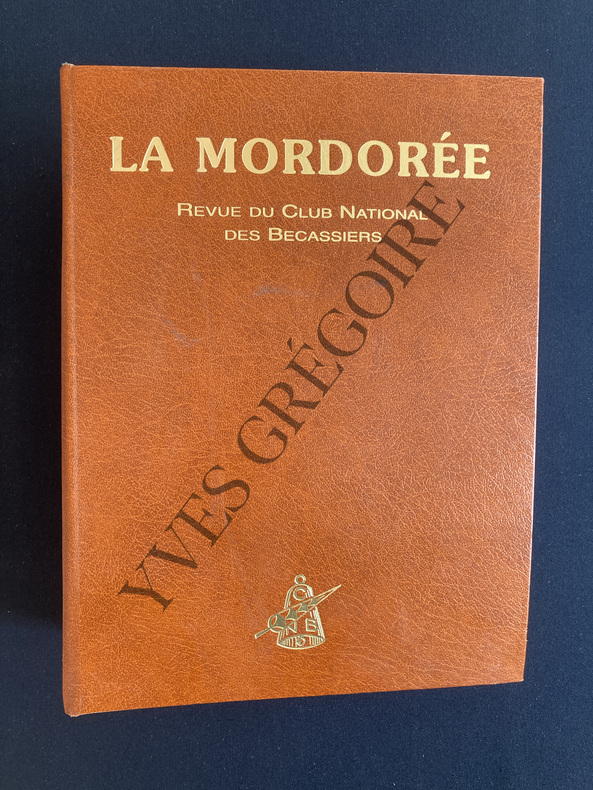 LA MORDORÉE
REVUE DU CLUB NATIONAL
DES BECASSIERS
YVES GRÉGOIRE
C
N B